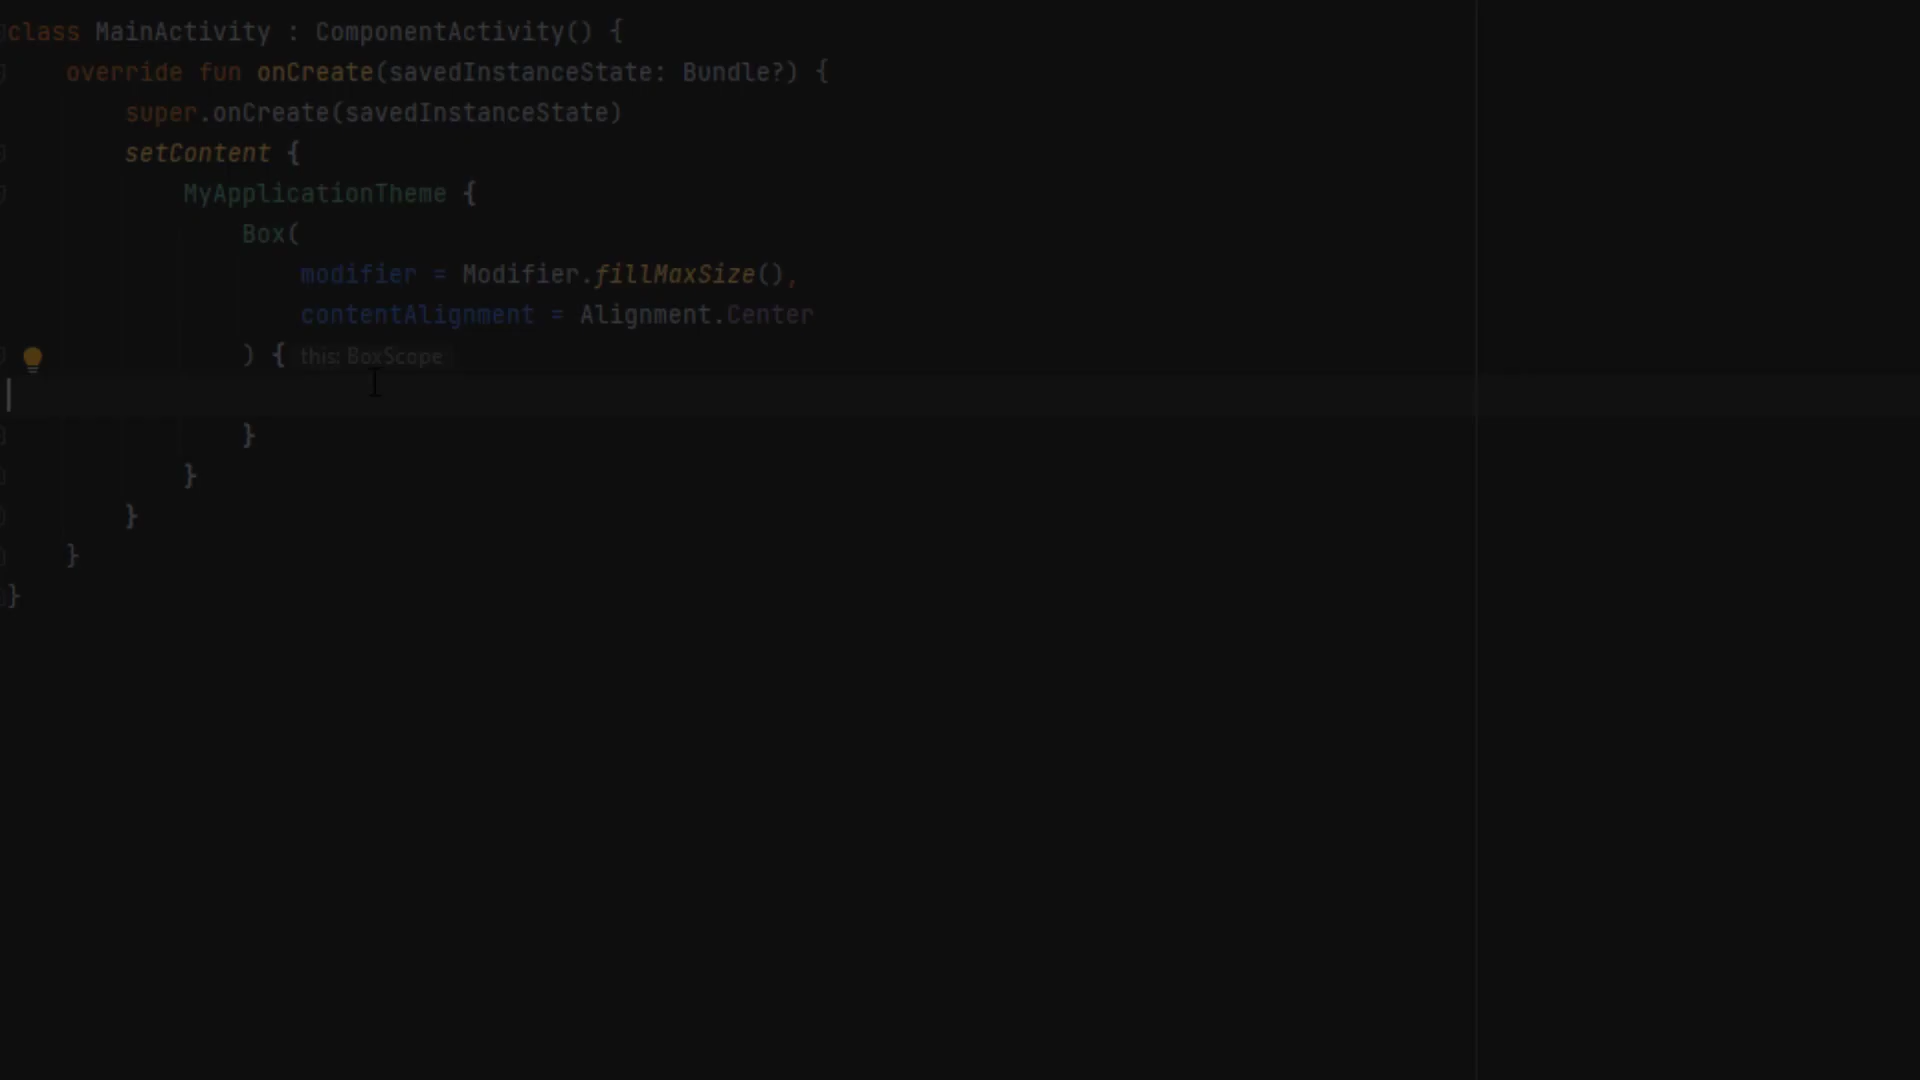 class MainActivity : ComponentActivity() {
    override fun onCreate(savedInstanceState: Bundle?) {
        super.onCreate(savedInstanceState)
        setContent {
            MyApplicationTheme {
                Box(
                    modifier = Modifier.fillMaxSize(),
                    contentAlignment = Alignment.Center
                ) { this: BoxScope

                }
            }
        }
    }
}